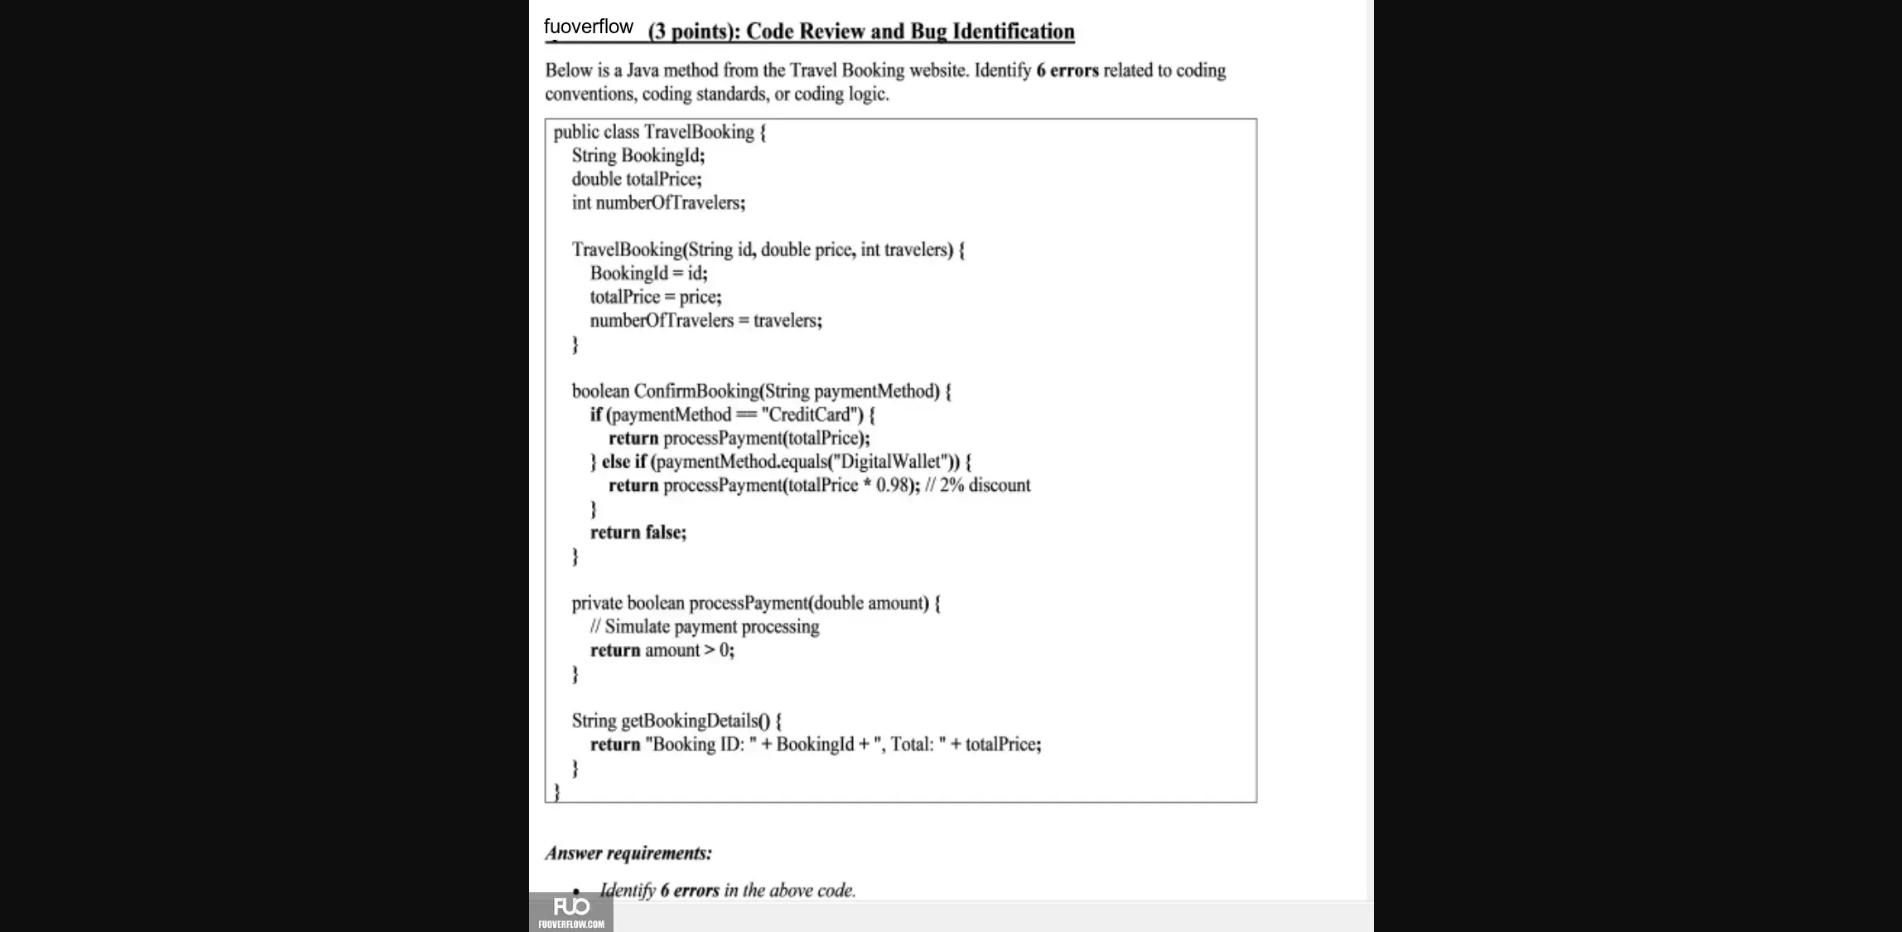 fuoverflow (3 points): Code Review and Bug Identification
Below is a Java method from the Travel Booking website. Identify 6 errors related to coding
conventions, coding standards, or coding logic.
public class TravelBooking {
String BookingId;
double totalPrice;
int numberOfTravelers;
TravelBooking(String id, double price, int travelers) {
BookingId = id;
totalPrice = price;
numberOfTravelers = travelers;
}
boolean ConfirmBooking(String paymentMethod) {
if (paymentMethod == "CreditCard") {
return processPayment(totalPrice);
} else if (paymentMethod.equals("DigitalWallet")) {
return processPayment(totalPrice * 0.98); // 2% discount
}
return false;
}
private boolean processPayment(double amount) {
// Simulate payment processing
return amount > 0;
}
String getBookingDetails() {
return "Booking ID: " + BookingId + ", Total: " + totalPrice;
}
}
Answer requirements:
• Identify 6 errors in the above code.
FUO
FUOVERFLOW.COM